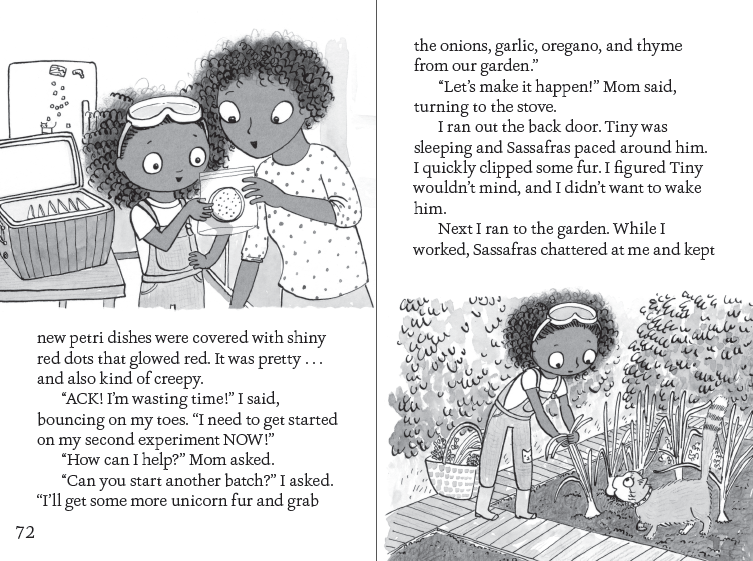 new petri dishes were covered with shiny
red dots that glowed red. It was pretty . . .
and also kind of creepy.
“ACK! I’m wasting time!” I said,
bouncing on my toes. “I need to get started
on my second experiment NOW!”
“How can I help?” Mom asked.
“Can you start another batch?” I asked.
“I’ll get some more unicorn fur and grab
72
the onions, garlic, oregano, and thyme
from our garden.”
“Let’s make it happen!” Mom said,
turning to the stove.
I ran out the back door. Tiny was
sleeping and Sassafras paced around him.
I quickly clipped some fur. I figured Tiny
wouldn’t mind, and I didn’t want to wake
him.
Next I ran to the garden. While I
worked, Sassafras chattered at me and kept